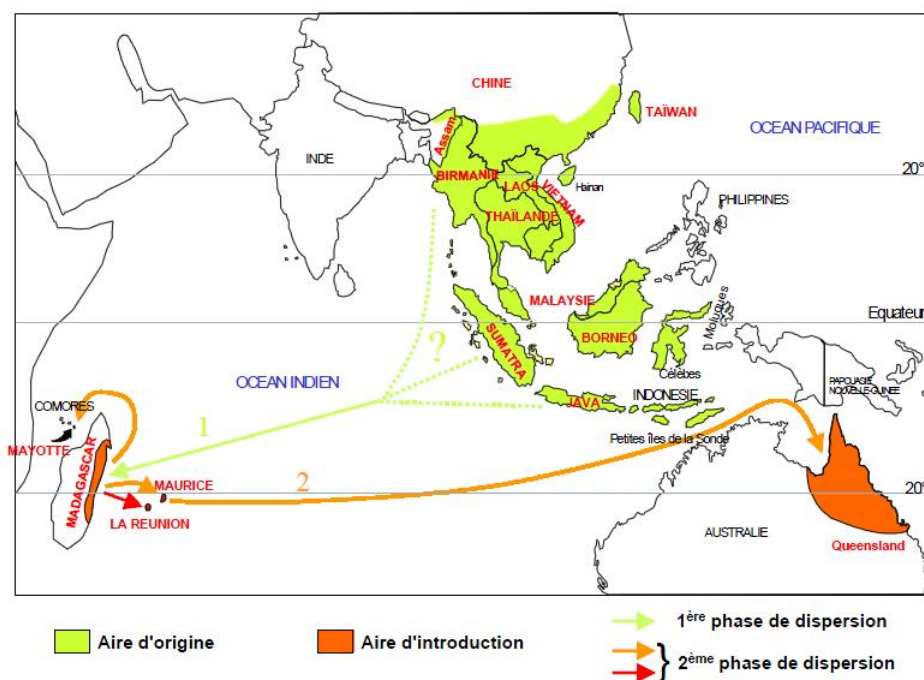 CHINE
TAÏWAN
OCEAN PACIFIQUE
Assam
INDE
BIRMANIE
20°
LAOS
VIETNAM
Hainan
THAÏLANDE
PHILIPPINES
MALAYSIE
Moluques
Equateur
?
SUMATRA
BORNEO
OCEAN INDIEN
Célèbes
PAPOUASIE
NOUVELLE-GUINEE
COMORES
JAVA
INDONESIE
1
Petites îles de la Sonde
MAYOTTE
MADAGASCAR
MAURICE
2
20°
LA REUNION
AUSTRALIE
Queensland
Aire d'origine
Aire d'introduction
1ère phase de dispersion
} 2ème phase de dispersion